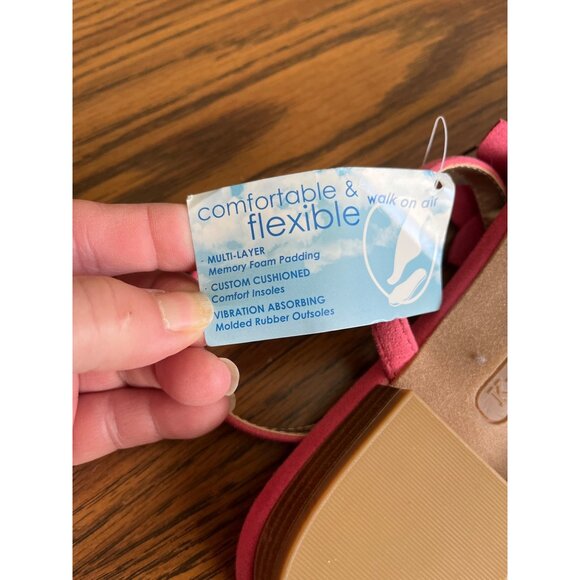 comfortable &
flexible walk on air
· MULTI-LAYER
Memory Foam Padding
· CUSTOM CUSHIONED
Comfort Insoles
VIBRATION ABSORBING
Molded Rubber Outsoles
K